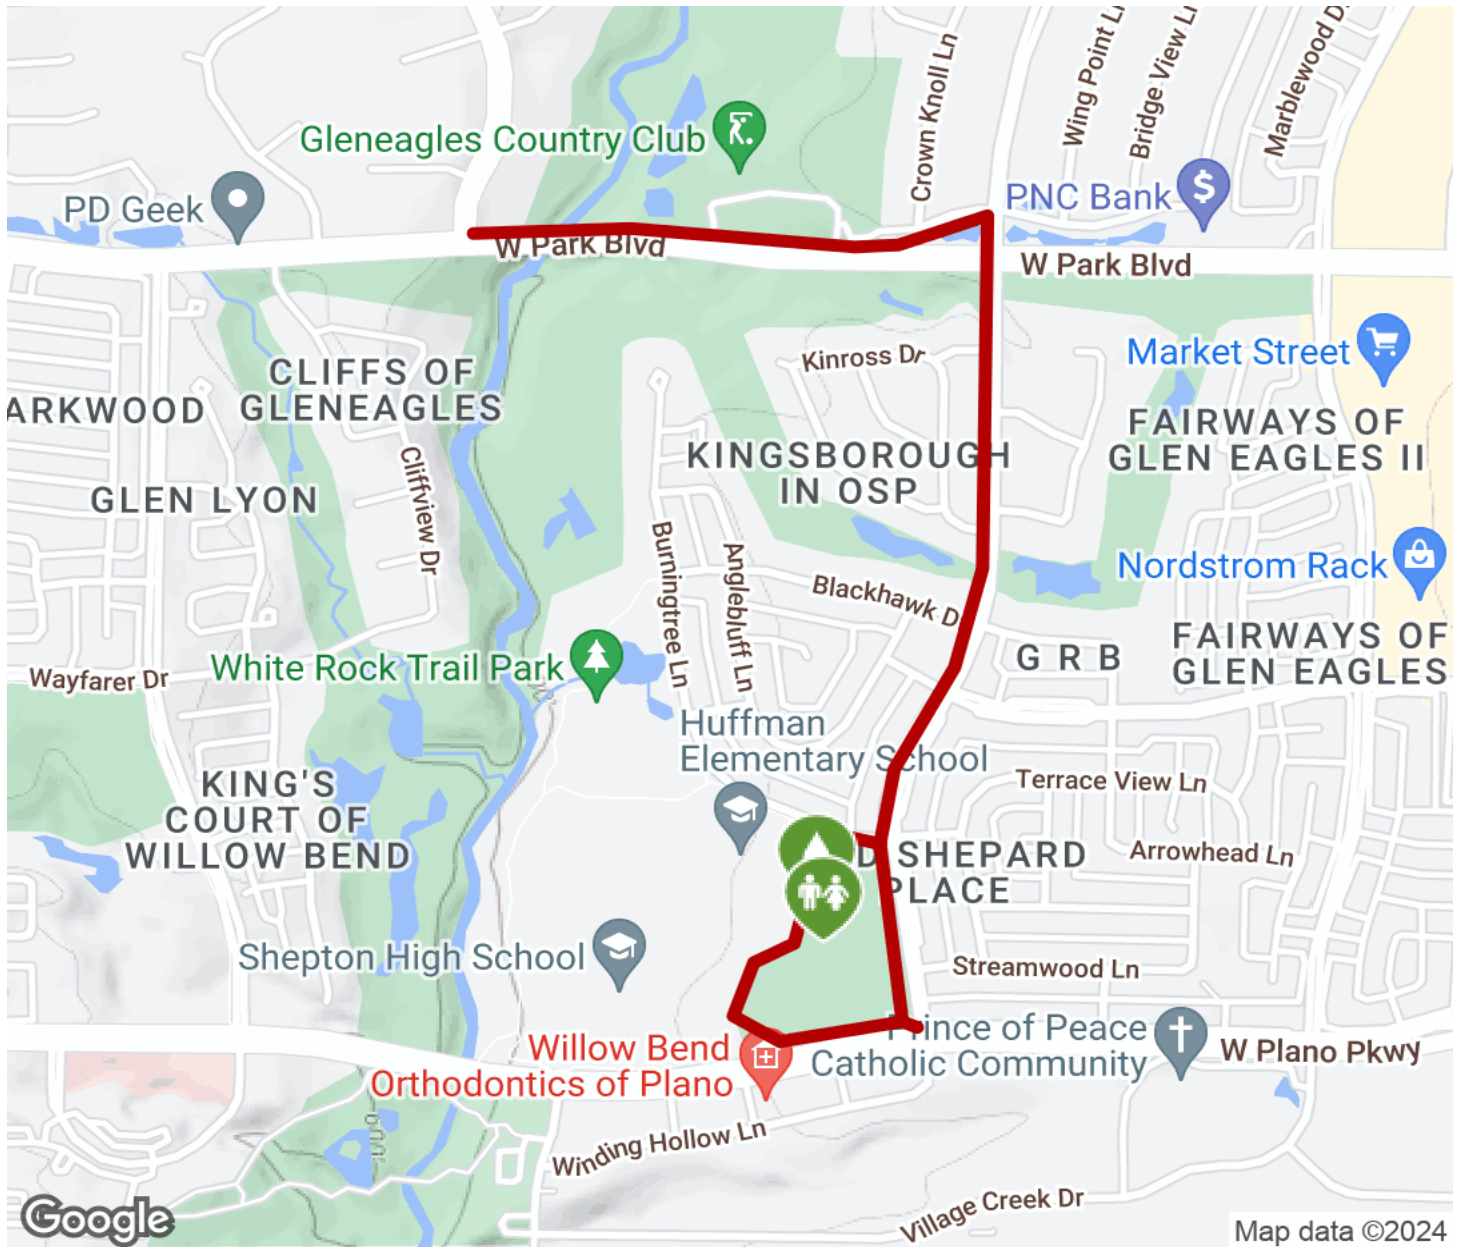 Crown Knoll Ln
Wing Point Ln
Bridge View Ln
Marblewood Dr
Gleneagles Country Club
PD Geek
PNC Bank
$
W Park Blvd
W Park Blvd
Kinross Dr
Market Street
CLIFFS OF
GLENEAGLES
ARKWOOD
FAIRWAYS OF
GLEN EAGLES II
KINGSBOROUGH
IN OSP
GLEN LYON
Cliffview Dr
Burningtree Ln
Anglebluff Ln
Blackhawk D
Nordstrom Rack
G R B
FAIRWAYS OF
GLEN EAGLES
White Rock Trail Park
Wayfarer Dr
Huffman
Elementary School
Terrace View Ln
KING'S
COURT OF
WILLOW BEND
D SHEPARD
PLACE
Arrowhead Ln
Shepton High School
Streamwood Ln
Prince of Peace
Catholic Community
Willow Bend
Orthodontics of Plano
W Plano Pkwy
Winding Hollow Ln
Village Creek Dr
Google
Map data ©2024